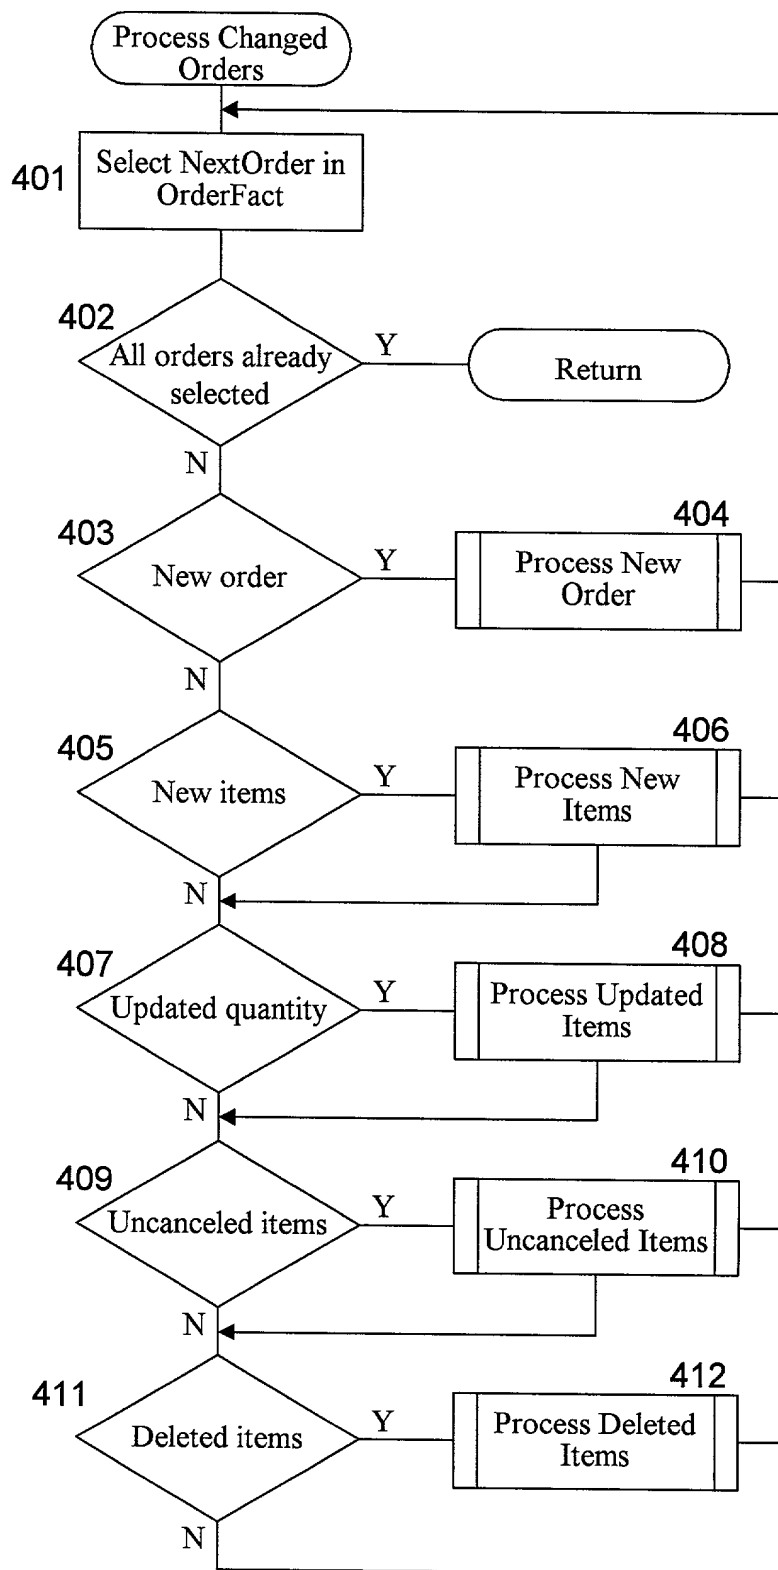 Process Changed
Orders
401
Select NextOrder in
OrderFact
402
All orders already
selected
Y
Return
N
403
New order
Y
404
Process New
Order
N
405
New items
Y
406
Process New
Items
N
407
Updated quantity
Y
408
Process Updated
Items
N
409
Uncanceled items
Y
410
Process
Uncanceled Items
N
411
Deleted items
Y
412
Process Deleted
Items
N